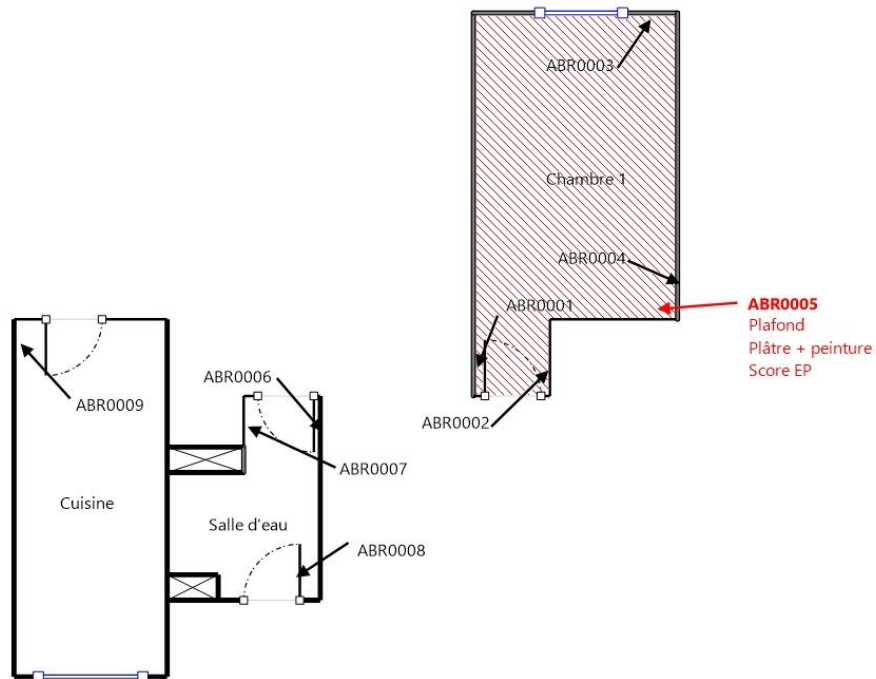 ABR0003
Chambre 1
ABR0004
ABR0001
ABR0005
Plafond
Plâtre + peinture
Score EP
ABR0002
ABR0009
ABR0006
ABR0007
Cuisine
Salle d'eau
ABR0008